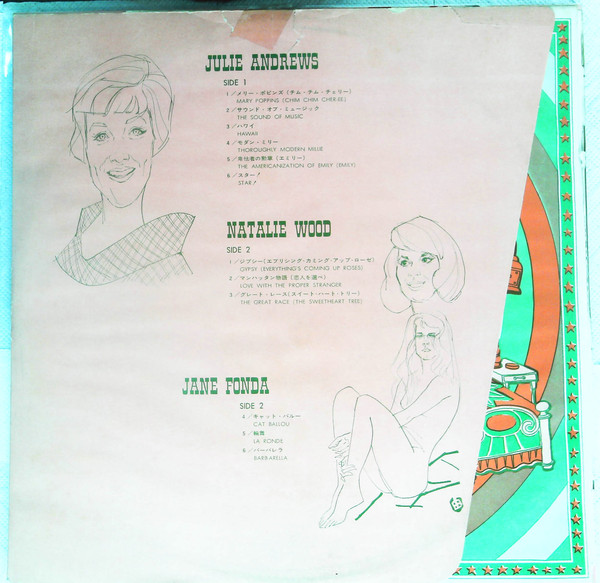 JULIE ANDREWS
SIDE 1
1／メリー・ポピンズ（チム・チム・チェリー）
MARY POPPINS (CHIM CHIM CHER-EE)
2／サウンド・オブ・ミュージック
THE SOUND OF MUSIC
3／ハワイ
HAWAII
4／モダン・ミリー
THOROUGHLY MODERN MILLIE
5／卑怯者の勲章（エミリー）
THE AMERICANIZATION OF EMILY (EMILY)
6／スター！
STAR！
NATALIE WOOD
SIDE 2
1／ジプシー（エブリシング・カミング・アップ・ローゼ）
GYPSY (EVERYTHING'S COMING UP ROSES)
2／マンハッタン物語（恋人を選べ）
LOVE WITH THE PROPER STRANGER
3／グレート・レース（スイート・ハート・トリー）
THE GREAT RACE (THE SWEETHEART TREE)
JANE FONDA
SIDE 2
4／キャット・バルー
CAT BALLOU
5／輪舞
LA RONDE
6／バーバレラ
BARBARELLA